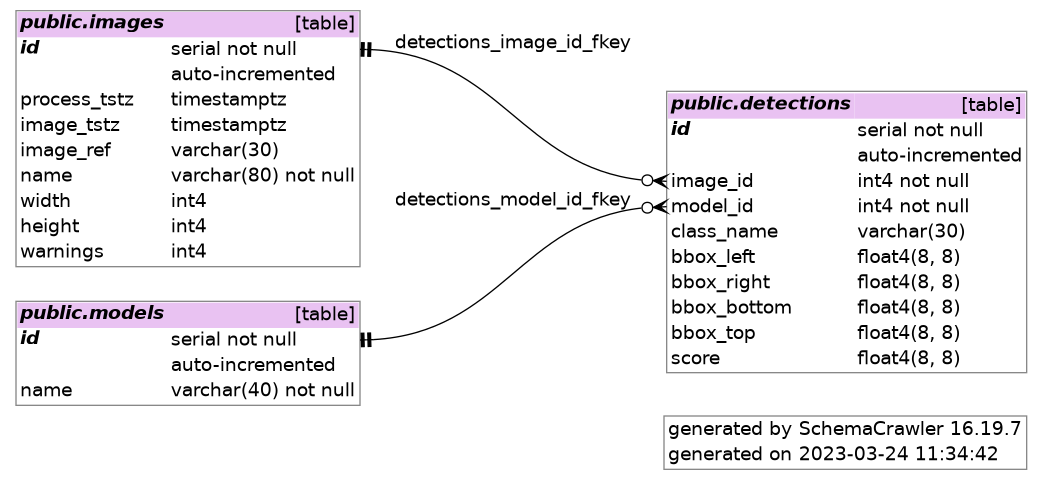 public.images [table]
id serial not null
auto-incremented
process_tstz timestamptz
image_tstz timestamptz
image_ref varchar(30)
name varchar(80) not null
width int4
height int4
warnings int4
detections_image_id_fkey
public.detections [table]
id serial not null
auto-incremented
image_id int4 not null
model_id int4 not null
class_name varchar(30)
bbox_left float4(8, 8)
bbox_right float4(8, 8)
bbox_bottom float4(8, 8)
bbox_top float4(8, 8)
score float4(8, 8)
detections_model_id_fkey
public.models [table]
id serial not null
auto-incremented
name varchar(40) not null
generated by SchemaCrawler 16.19.7
generated on 2023-03-24 11:34:42